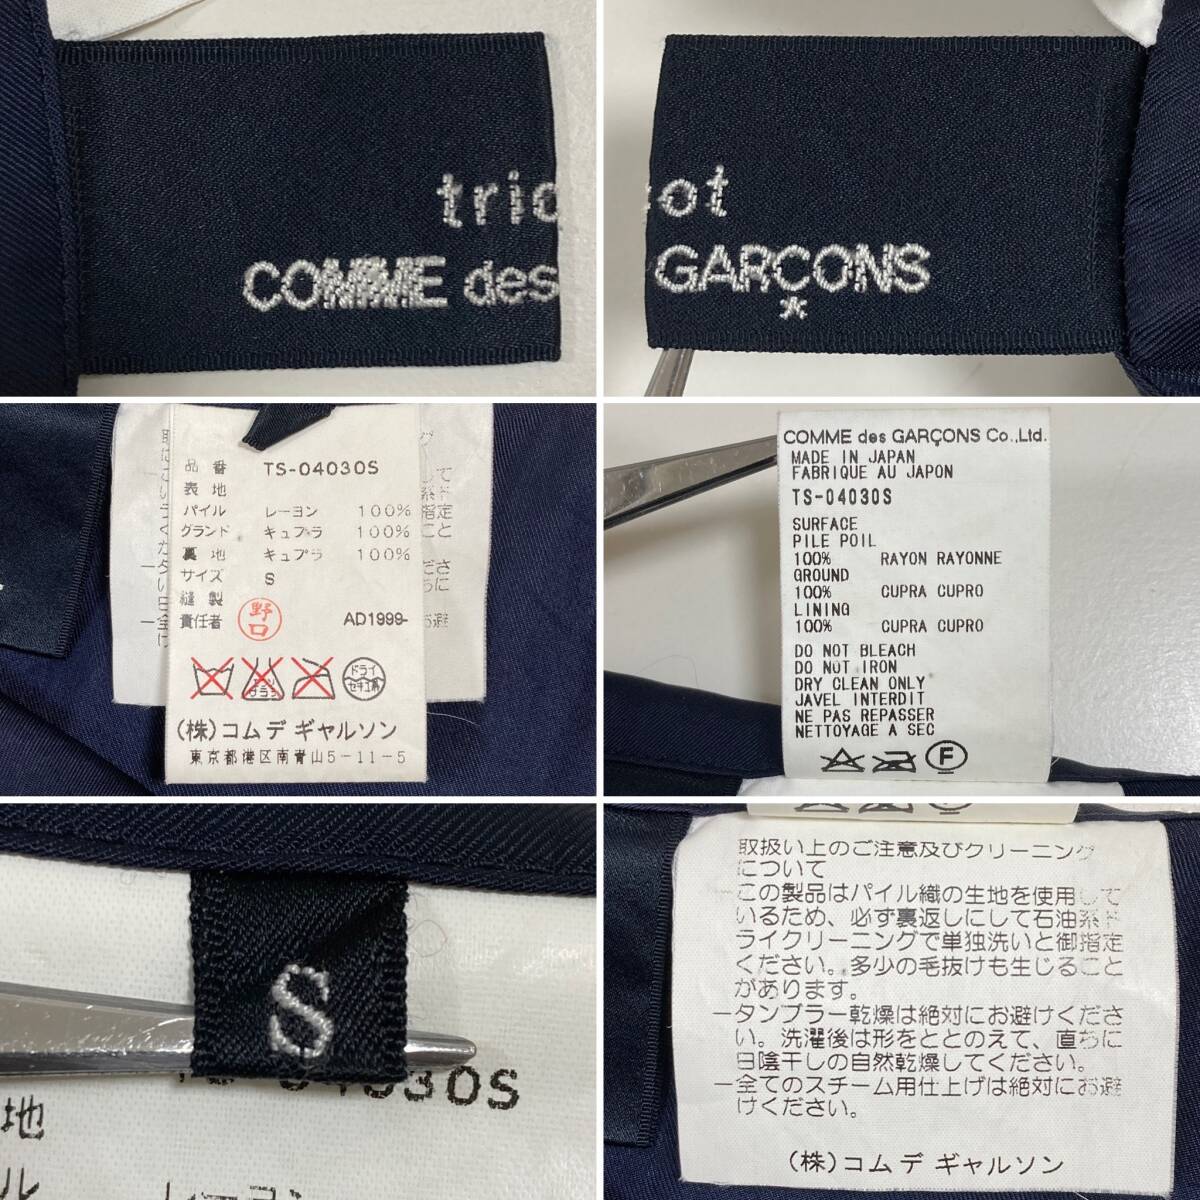 tric
COMME des
ot
GARÇONS
品番 TS-04030S
表地
パイル レーヨン 100%
グランド キュプラ 100%
裏地 キュプラ 100%
サイズ S
縫製
責任者 野口 AD1999-
ドライ
セキユ系
(株)コムデギャルソン
東京都港区南青山5-11-5
COMME des GARÇONS Co.,Ltd.
MADE IN JAPAN
FABRIQUE AU JAPON
TS-04030S
SURFACE
PILE POIL
100% RAYON RAYONNE
GROUND
100% CUPRA CUPRO
LINING
100% CUPRA CUPRO
DO NOT BLEACH
DO NOT IRON
DRY CLEAN ONLY
JAVEL INTERDIT
NE PAS REPASSER
NETTOYAGE A SEC
F
S
04030S
地
取扱い上のご注意及びクリーニング
について
―この製品はパイル織の生地を使用して
いるため、必ず裏返しにして石油系ド
ライクリーニングで単独洗いと御指定
ください。多少の毛抜けも生じること
があります。
―タンブラー乾燥は絶対にお避けくださ
い。洗濯後は形をととのえて、直ちに
日陰干しの自然乾燥してください。
―全てのスチーム用仕上げは絶対にお避
けください。
(株)コムデギャルソン